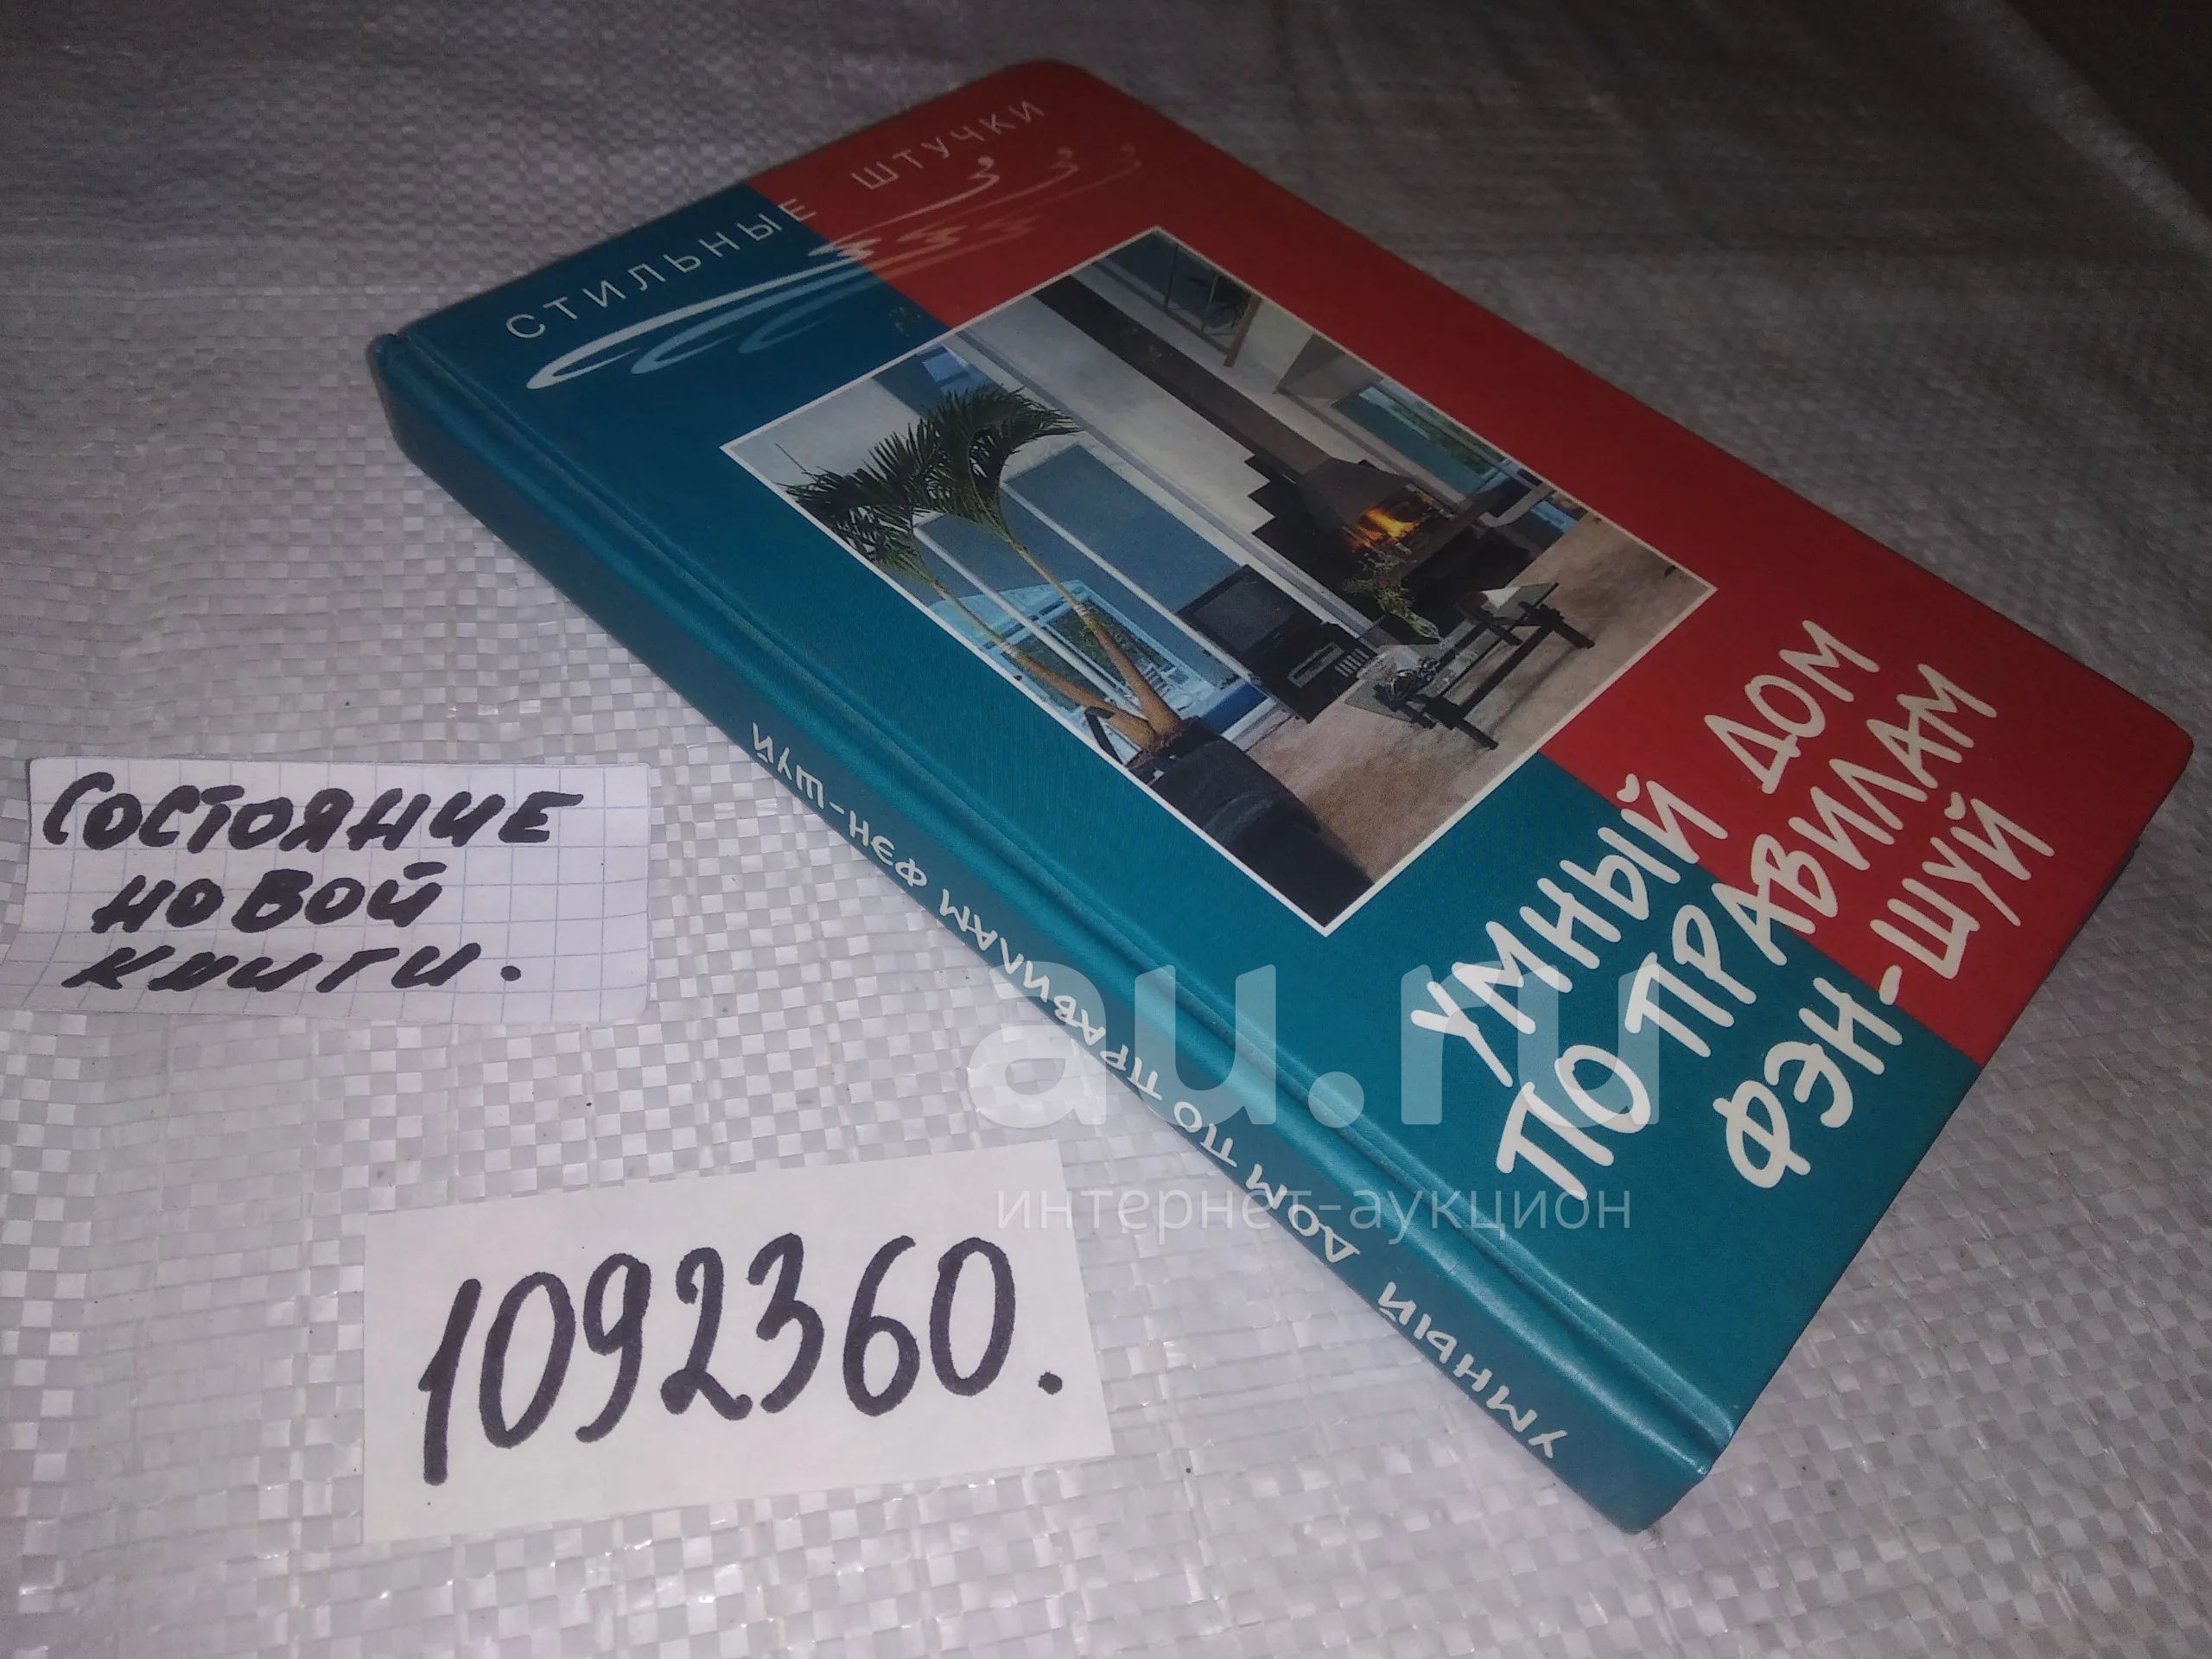 СТИЛЬНЫЕ ШТУЧКИ
УМНЫЙ ДОМ
ПО ПРАВИЛАМ
ФЭН-ШУЙ
УМНЫЙ ДОМ ПО ПРАВИЛАМ ФЭН-ШУЙ
СОСТОЯНИЕ
НОВОЙ
КНИГИ.
1092360.
au.ru
интернет-аукцион